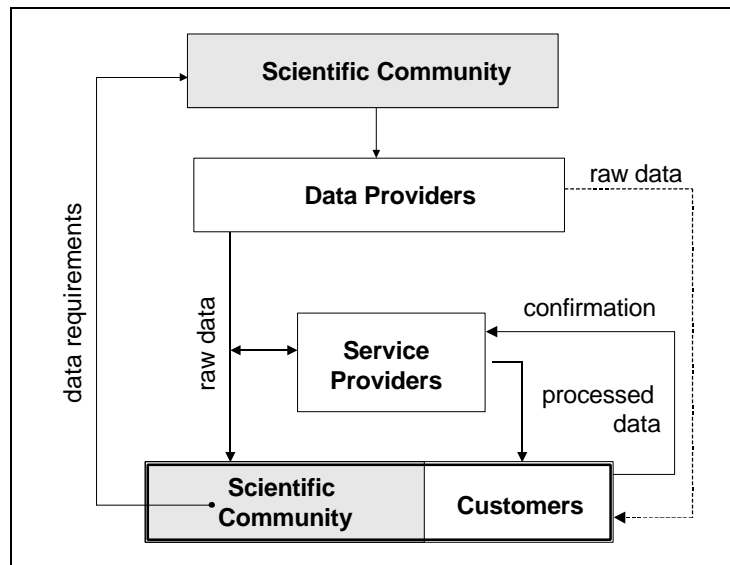 Scientific Community
Data Providers
raw data
data requirements
raw data
confirmation
Service
Providers
processed
data
Scientific
Community
Customers